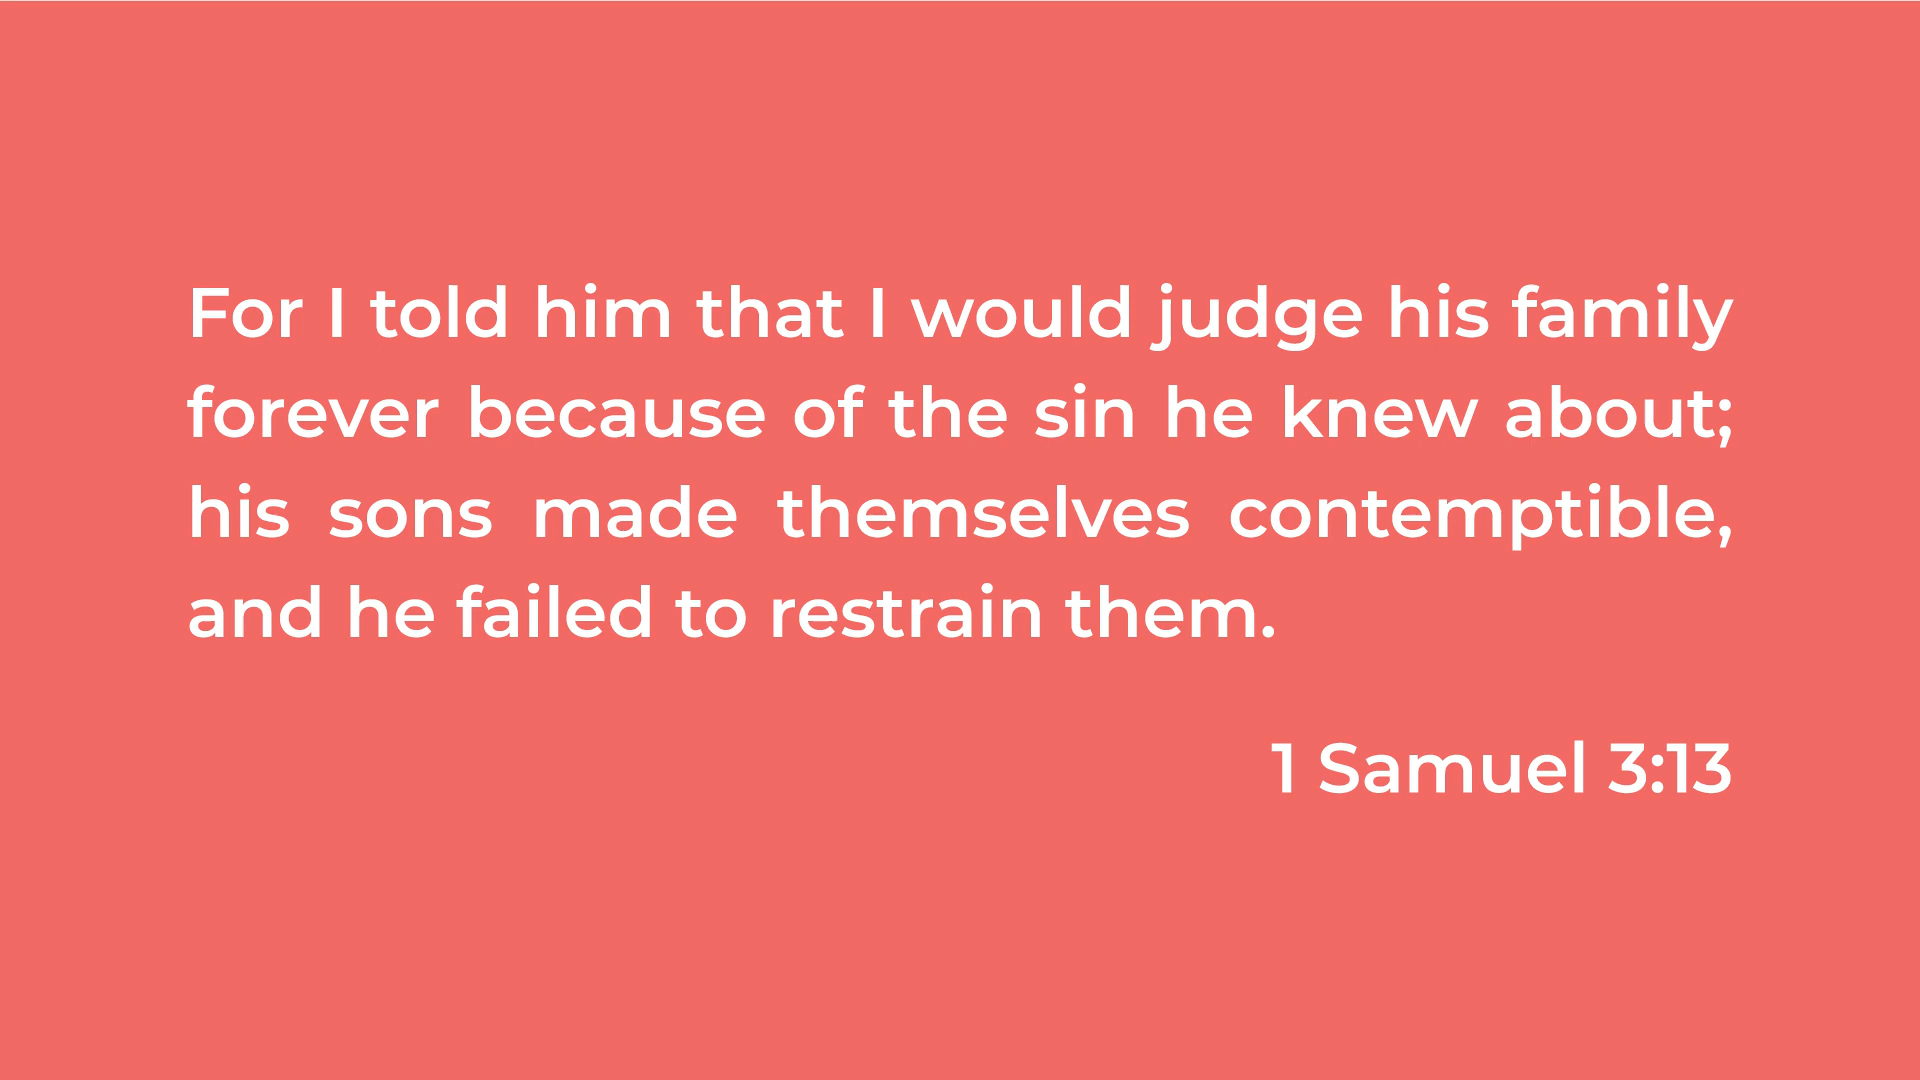 For I told him that I would judge his family
forever because of the sin he knew about;
his sons made themselves contemptible,
and he failed to restrain them.
1 Samuel 3:13